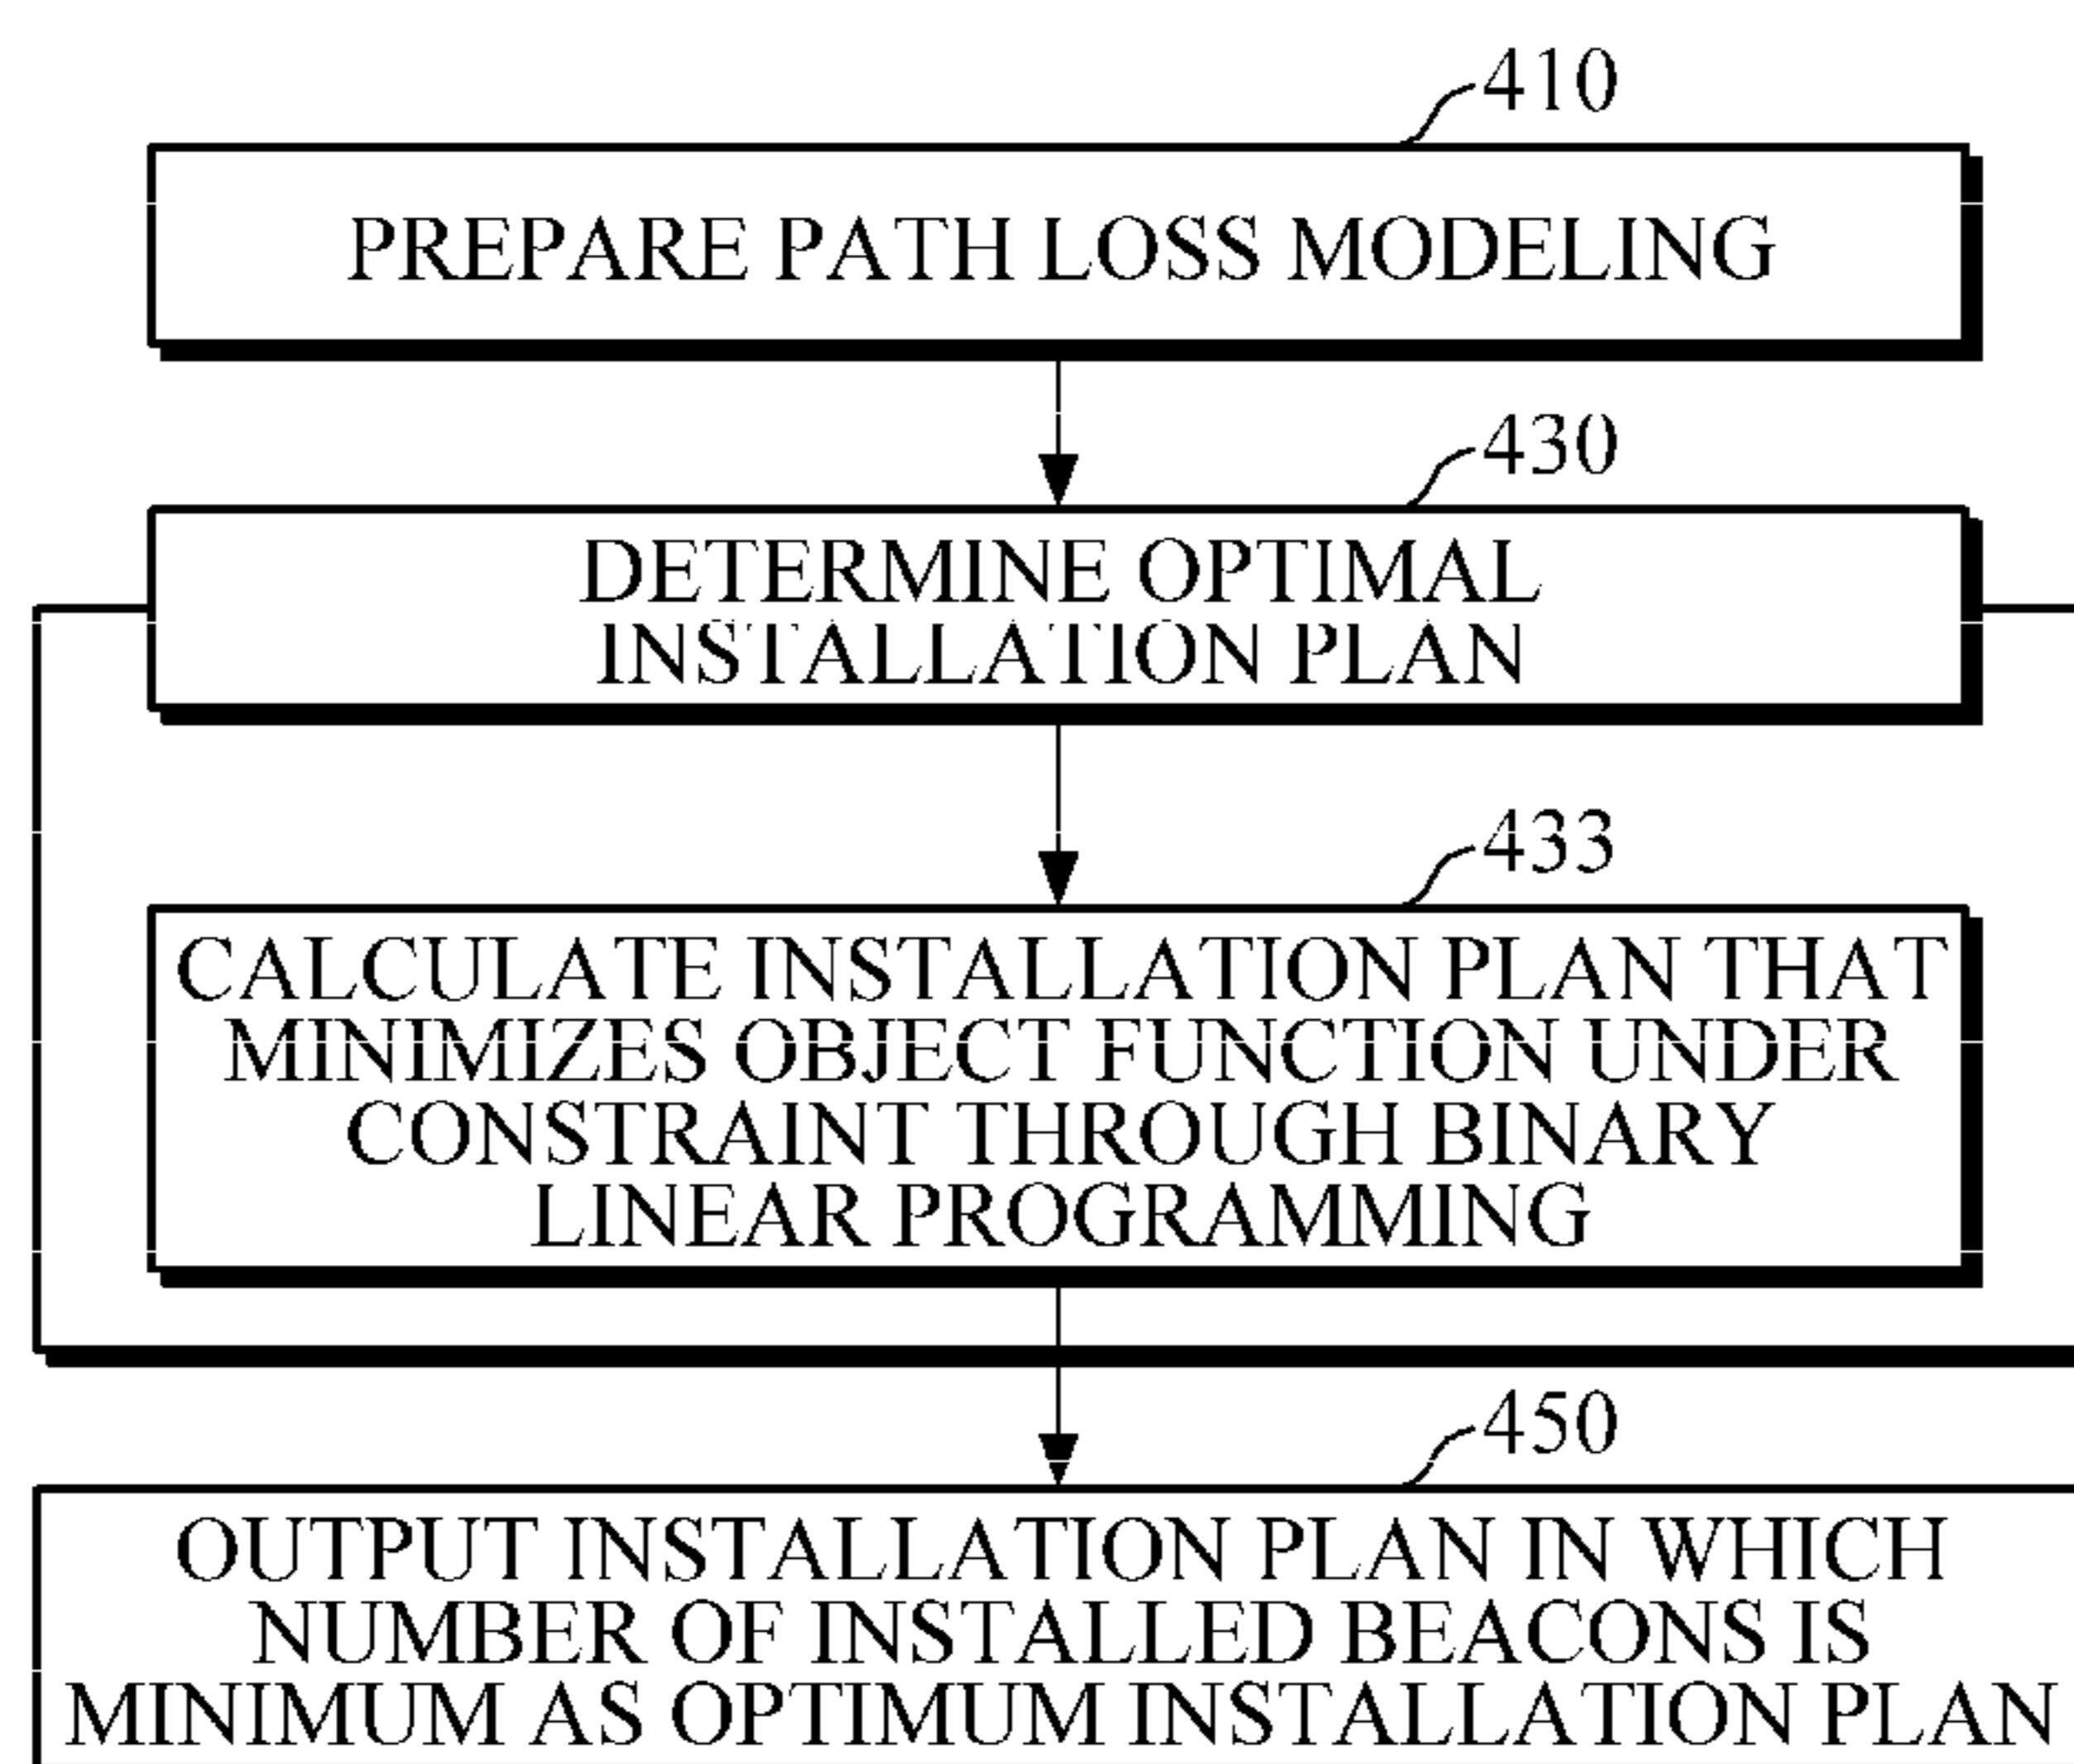 410
PREPARE PATH LOSS MODELING
430
DETERMINE OPTIMAL
INSTALLATION PLAN
433
CALCULATE INSTALLATION PLAN THAT
MINIMIZES OBJECT FUNCTION UNDER
CONSTRAINT THROUGH BINARY
LINEAR PROGRAMMING
450
OUTPUT INSTALLATION PLAN IN WHICH
NUMBER OF INSTALLED BEACONS IS
MINIMUM AS OPTIMUM INSTALLATION PLAN